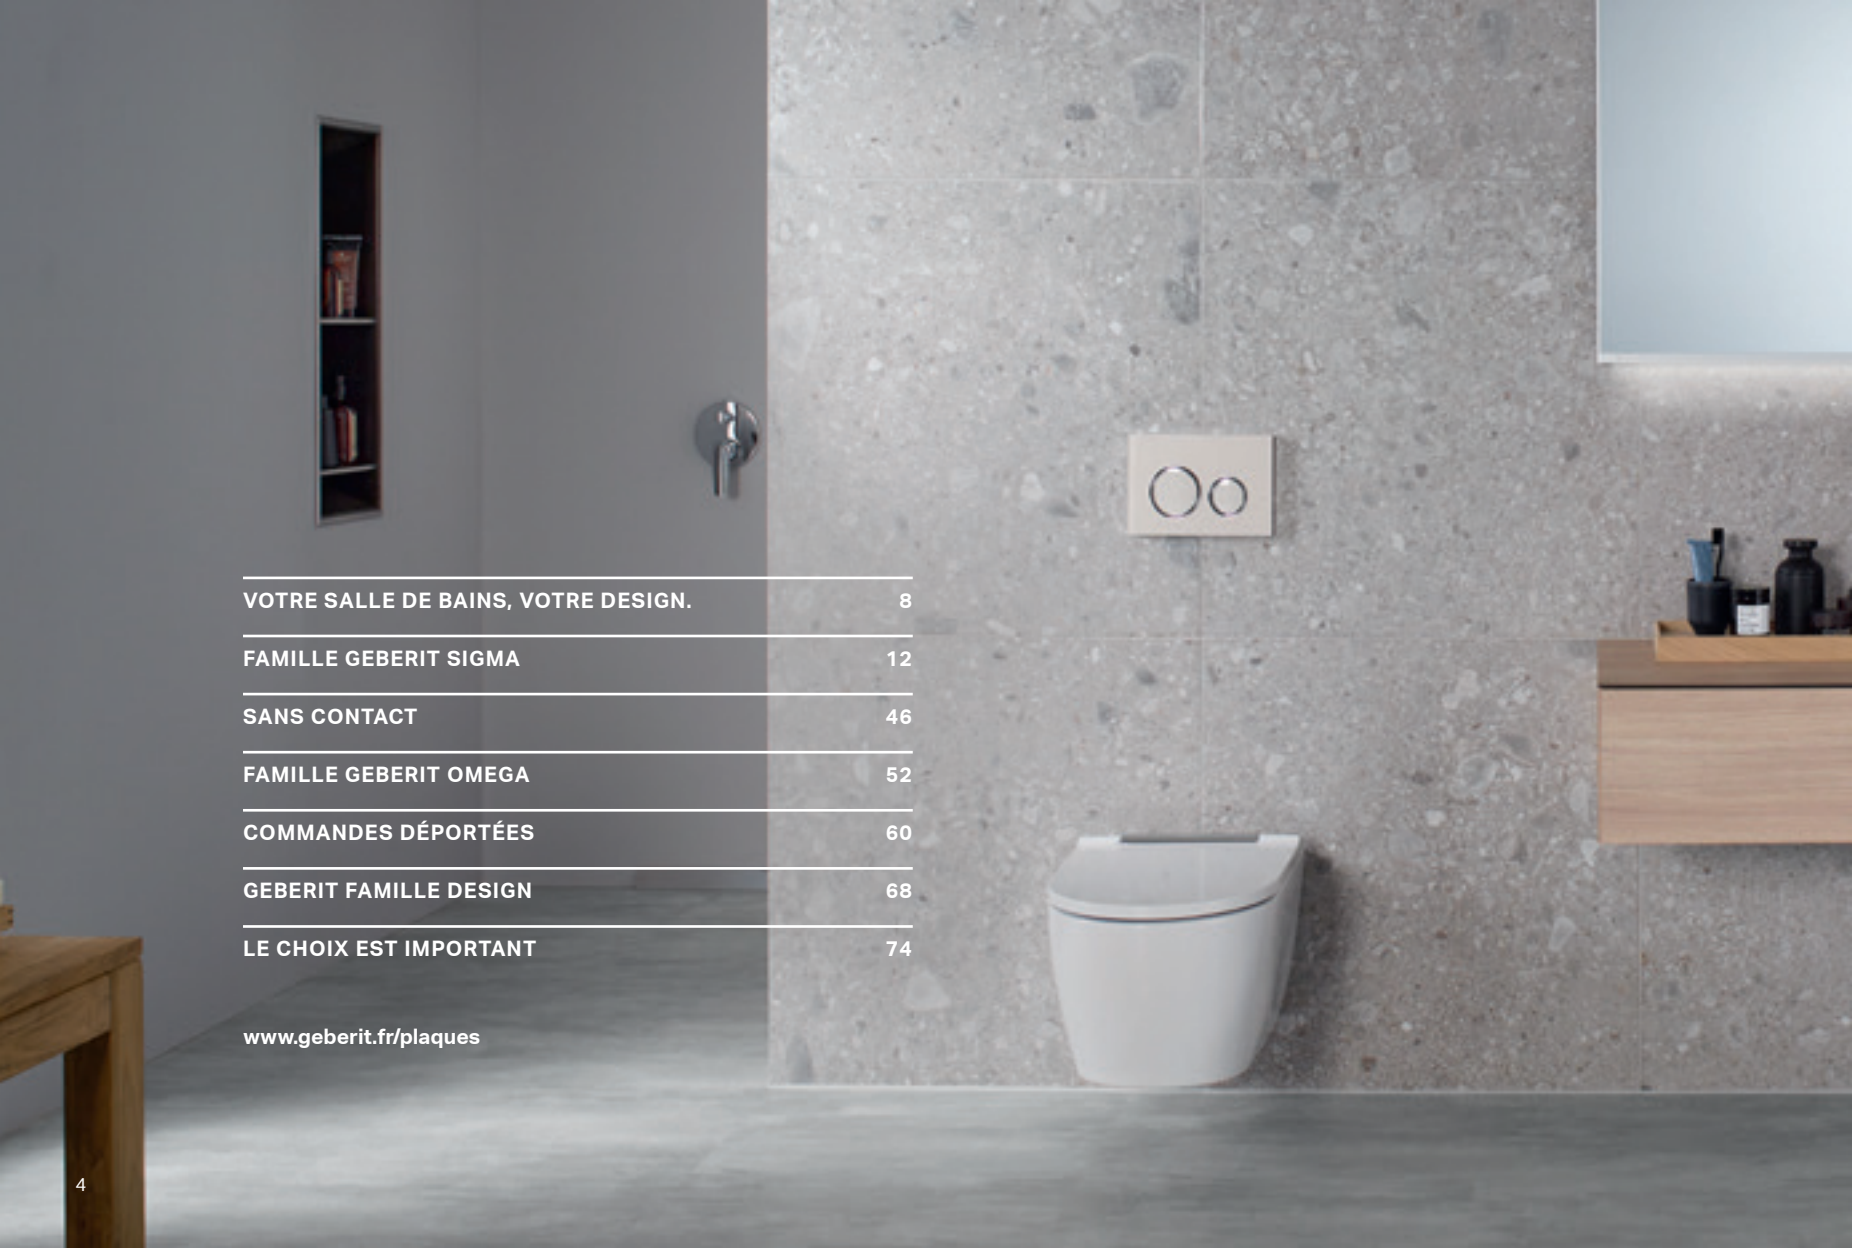 VOTRE SALLE DE BAINS, VOTRE DESIGN. 8
FAMILLE GEBERIT SIGMA 12
SANS CONTACT 46
FAMILLE GEBERIT OMEGA 52
COMMANDES DÉPORTÉES 60
GEBERIT FAMILLE DESIGN 68
LE CHOIX EST IMPORTANT 74
www.geberit.fr/plaques
4